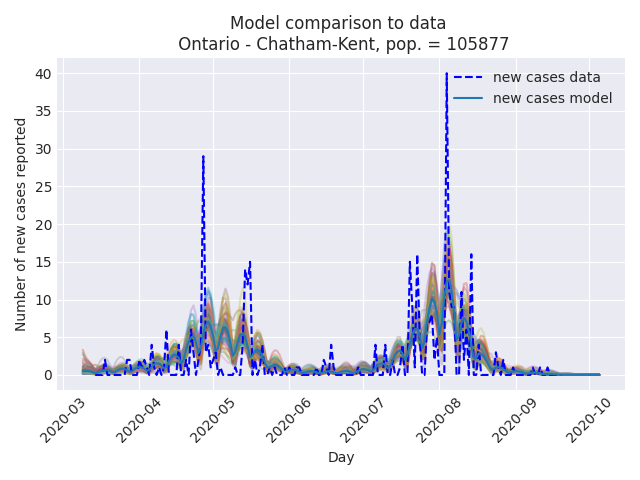 Model comparison to data
Ontario - Chatham-Kent, pop. = 105877
new cases data
new cases model
Number of new cases reported
40
35
30
25
20
15
10
5
0
2020-03
2020-04
2020-05
2020-06
2020-07
2020-08
2020-09
2020-10
Day